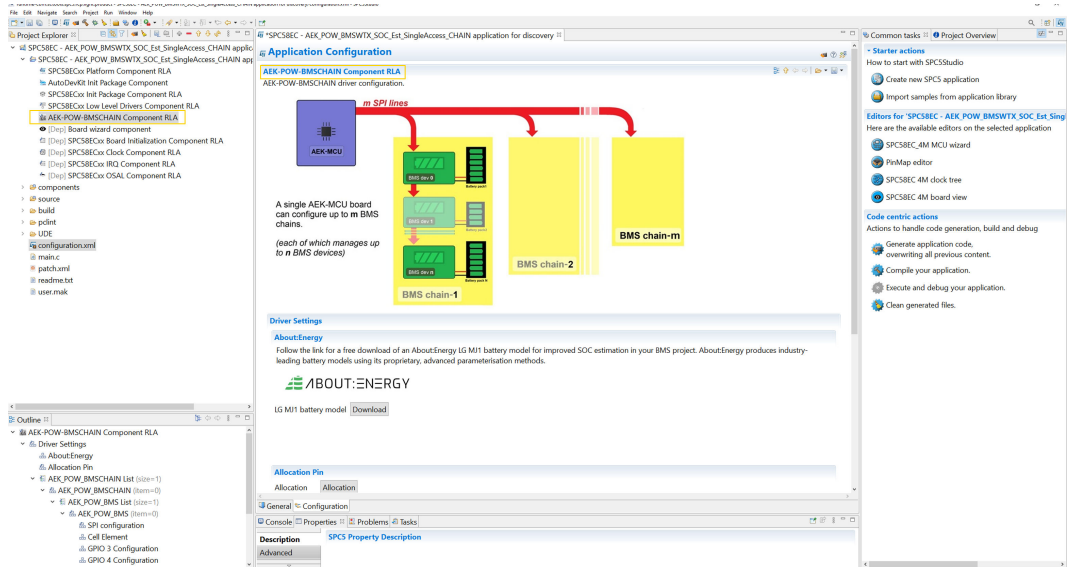 File Edit Navigate Search Project Run Window Help
Project Explorer
SPC58EC - AEK_POW_BMSWTX_SOC_Est_SingleAccess_CHAIN applic
SPC58EC - AEK_POW_BMSWTX_SOC_Est_SingleAccess_CHAIN app
SPC58ECxx Platform Component RLA
AutoDevKit Init Package Component
SPC58ECxx Init Package Component RLA
SPC58ECxx Low Level Drivers Component RLA
AEK-POW-BMSCHAIN Component RLA
[Dep] Board wizard component
[Dep] SPC58ECxx Board Initialization Component RLA
[Dep] SPC58ECxx Clock Component RLA
[Dep] SPC58ECxx IRQ Component RLA
[Dep] SPC58ECxx OSAL Component RLA
components
source
build
pclint
UDE
configuration.xml
main.c
patch.xml
readme.txt
user.mak
Outline
AEK-POW-BMSCHAIN Component RLA
Driver Settings
About:Energy
Allocation Pin
AEK_POW_BMSCHAIN List (size=1)
AEK_POW_BMSCHAIN (item=0)
AEK_POW_BMS List (size=1)
AEK_POW_BMS (item=0)
SPI configuration
Cell Element
GPIO 3 Configuration
GPIO 4 Configuration
*SPC58EC - AEK_POW_BMSWTX_SOC_Est_SingleAccess_CHAIN application for discovery
Application Configuration
AEK-POW-BMSCHAIN Component RLA
AEK-POW-BMSCHAIN driver configuration.
m SPI lines
AEK-MCU
BMS dev 0
BMS dev 1
BMS dev n
A single AEK-MCU board
can configure up to m BMS
chains.
(each of which manages up
to n BMS devices)
BMS chain-1
BMS chain-2
BMS chain-m
Driver Settings
About:Energy
Follow the link for a free download of an About:Energy LG MJ1 battery model for improved SOC estimation in your BMS project. About:Energy produces industry-
leading battery models using its proprietary, advanced parameterisation methods.
ABOUT:ENERGY
LG MJ1 battery model Download
Allocation Pin
Allocation Allocation
General Configuration
Console Properties Problems Tasks
Description
Advanced
SPC5 Property Description
Common tasks Project Overview
Starter actions
How to start with SPC5Studio
Create new SPC5 application
Import samples from application library
Editors for 'SPC58EC - AEK_POW_BMSWTX_SOC_Est_Singl
Here are the available editors on the selected application
SPC58EC_4M MCU wizard
PinMap editor
SPC58EC 4M clock tree
SPC58EC 4M board view
Code centric actions
Actions to handle code generation, build and debug
Generate application code,
overwriting all previous content.
Compile your application.
Execute and debug your application.
Clean generated files.